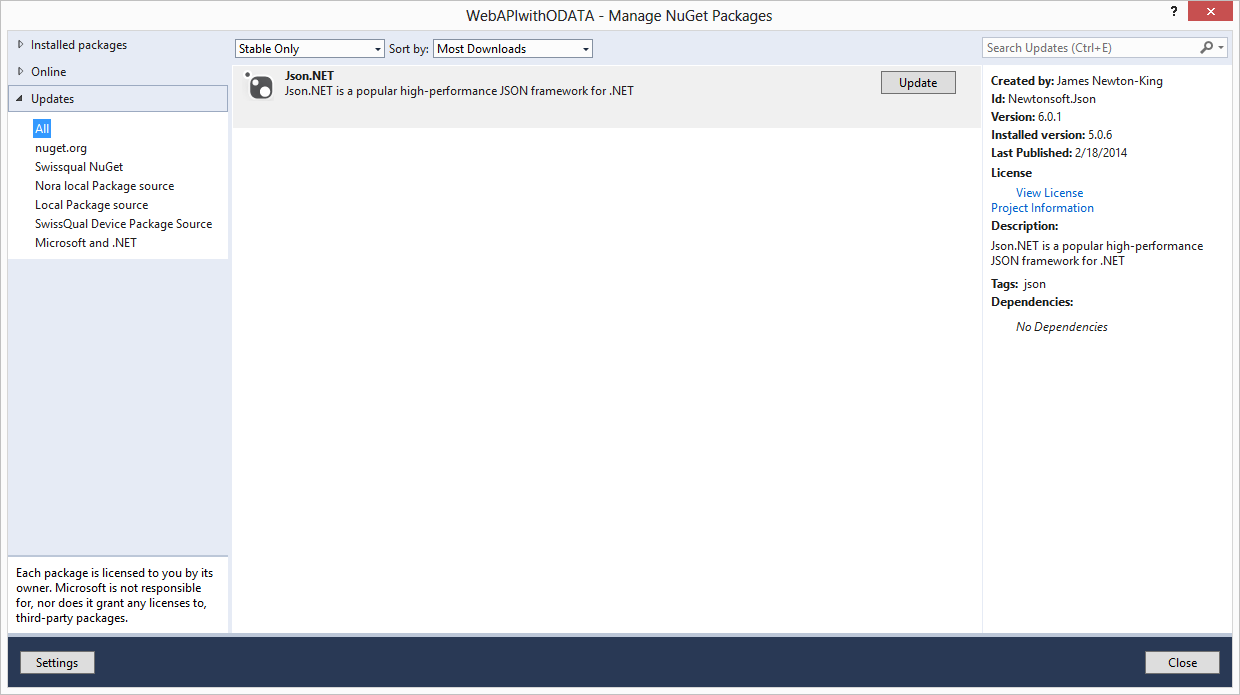 WebAPIwithODATA - Manage NuGet Packages
?
Installed packages
Online
Updates
All
nuget.org
Swissqual NuGet
Nora local Package source
Local Package source
SwissQual Device Package Source
Microsoft and .NET
Each package is licensed to you by its
owner. Microsoft is not responsible
for, nor does it grant any licenses to,
third-party packages.
Stable Only Sort by: Most Downloads
Json.NET
Json.NET is a popular high-performance JSON framework for .NET
Update
Search Updates (Ctrl+E)
Created by: James Newton-King
Id: Newtonsoft.Json
Version: 6.0.1
Installed version: 5.0.6
Last Published: 2/18/2014
License
View License
Project Information
Description:
Json.NET is a popular high-performance
JSON framework for .NET
Tags: json
Dependencies:
No Dependencies
Settings
Close